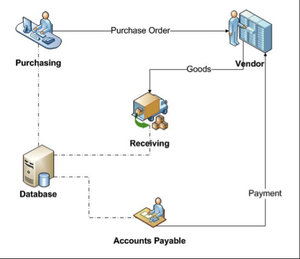 Purchase Order
Purchasing
Vendor
Goods
Receiving
Database
Payment
Accounts Payable